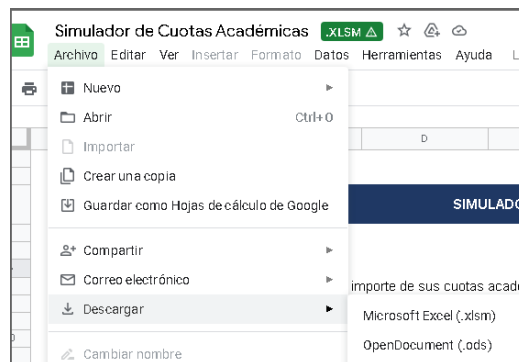 Simulador de Cuotas Académicas .XLSM
Archivo Editar Ver Insertar Formato Datos Herramientas Ayuda
Nuevo
Abrir Ctrl+O
Importar
Crear una copia
Guardar como Hojas de cálculo de Google
Compartir
Correo electrónico
Descargar
Cambiar nombre
D
SIMULADO
importe de sus cuotas acad
Microsoft Excel (.xlsm)
OpenDocument (.ods)